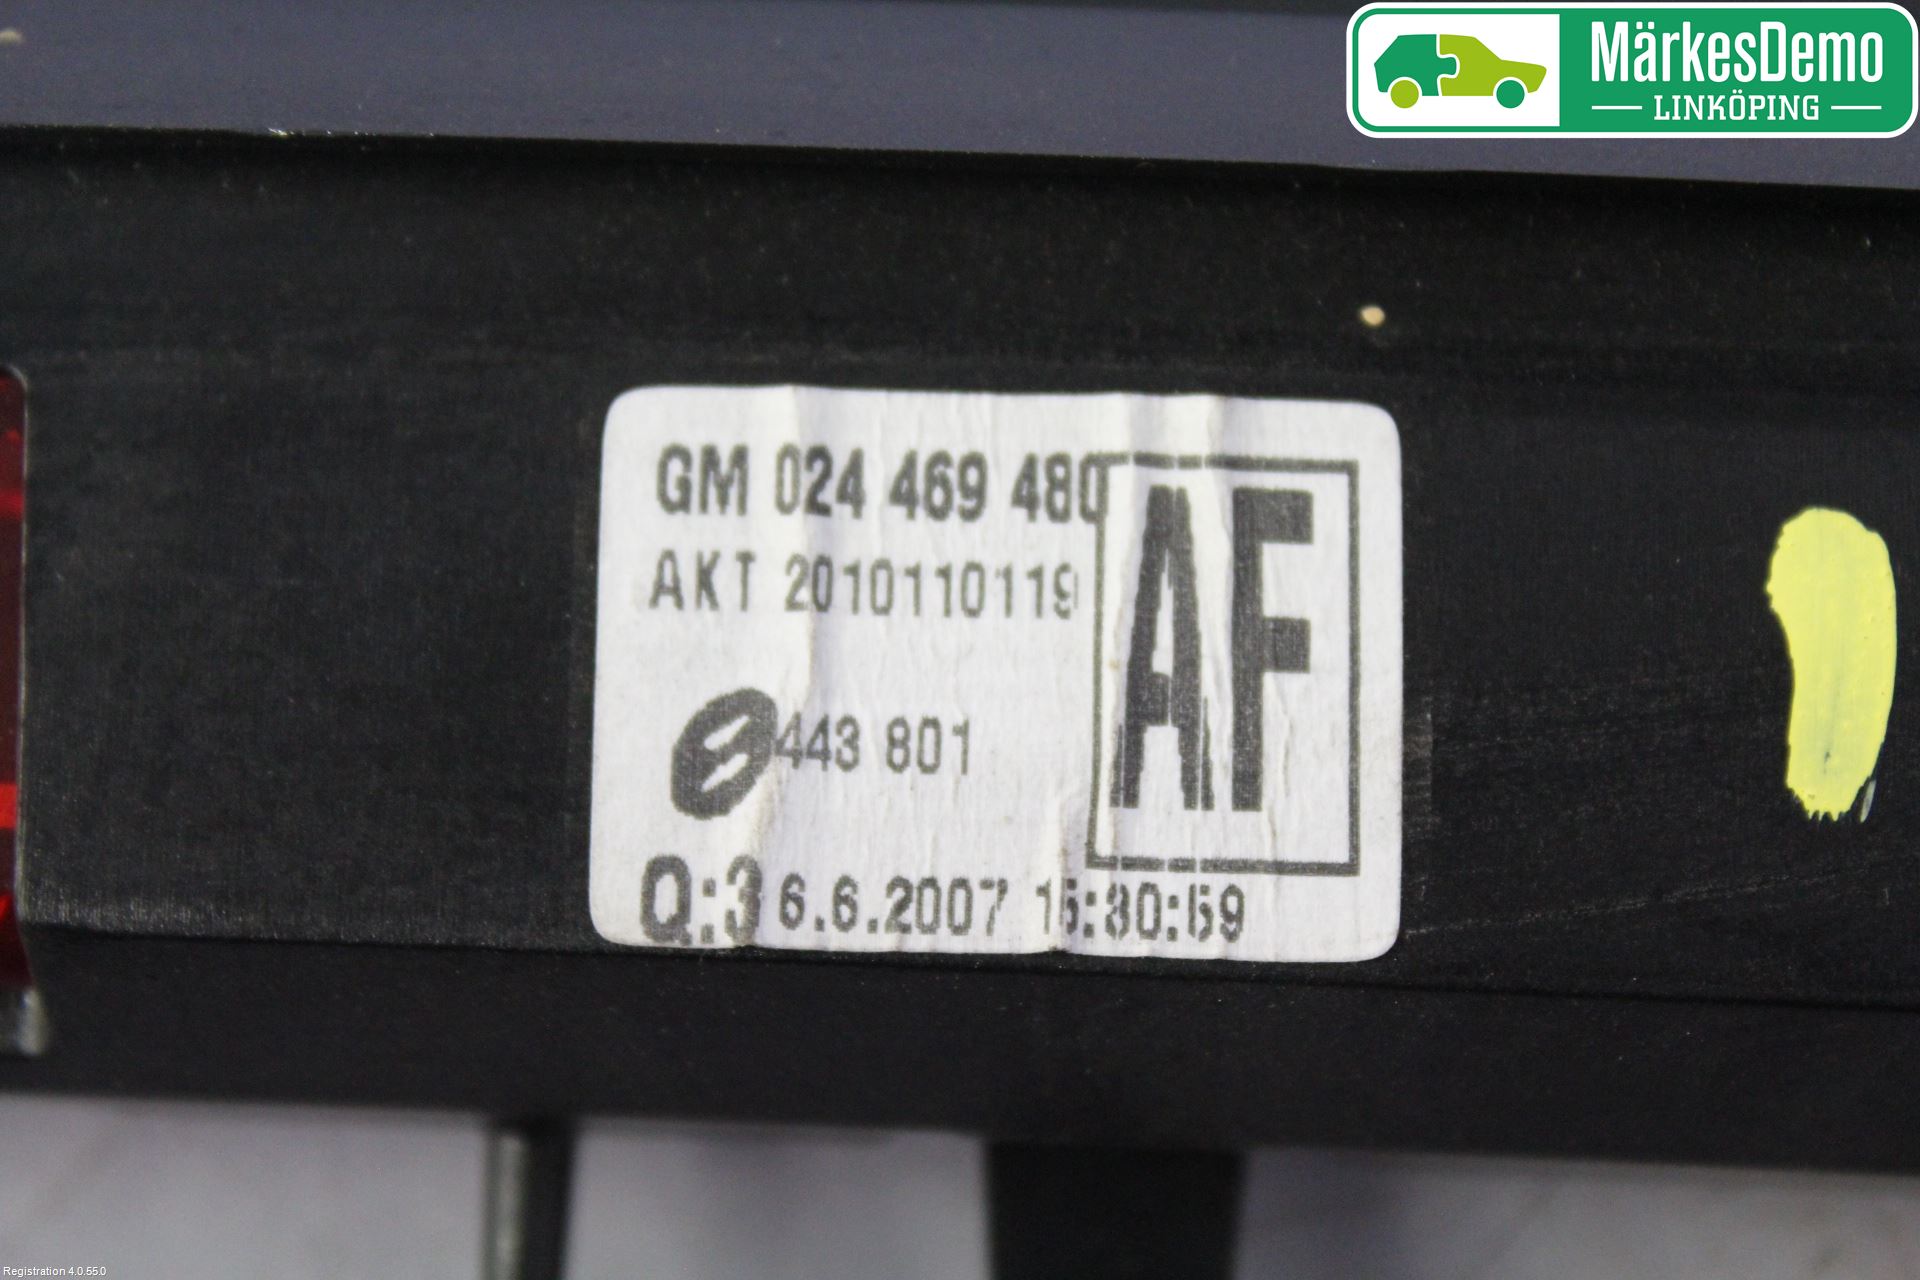 MärkesDemo
LINKÖPING
GM 024 469 480
AKT 2010110119
AF
443 801
Q:3 6.6.2007 15:30:59
Registration 4.0.55.0